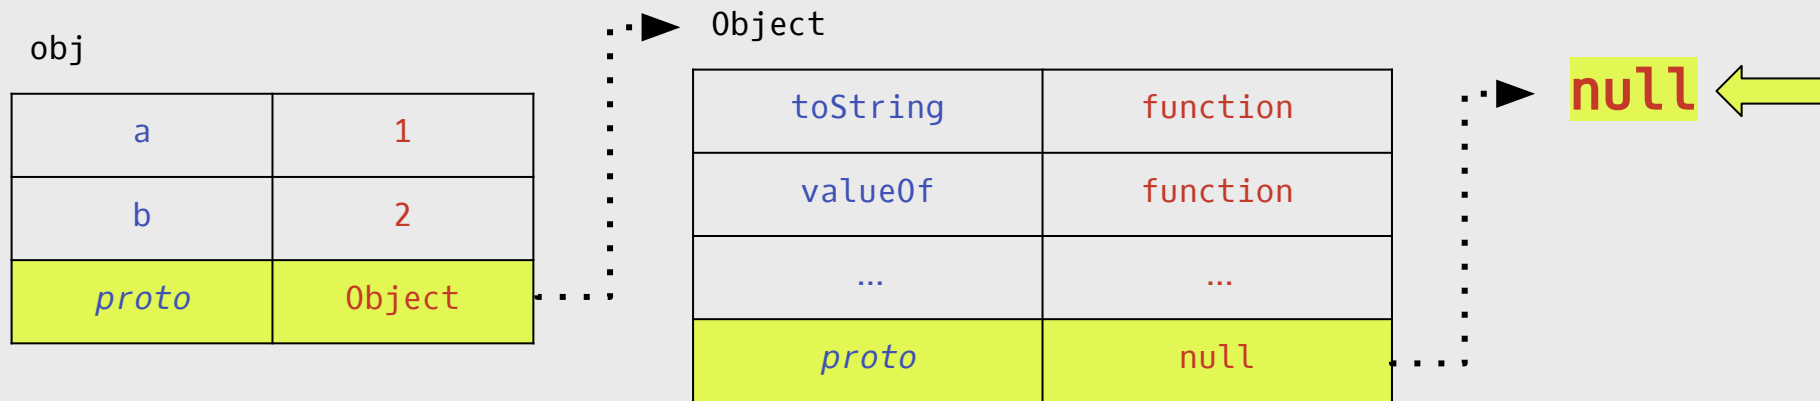 obj
a 1
b 2
proto Object
Object
toString function
valueOf function
... ...
proto null
null